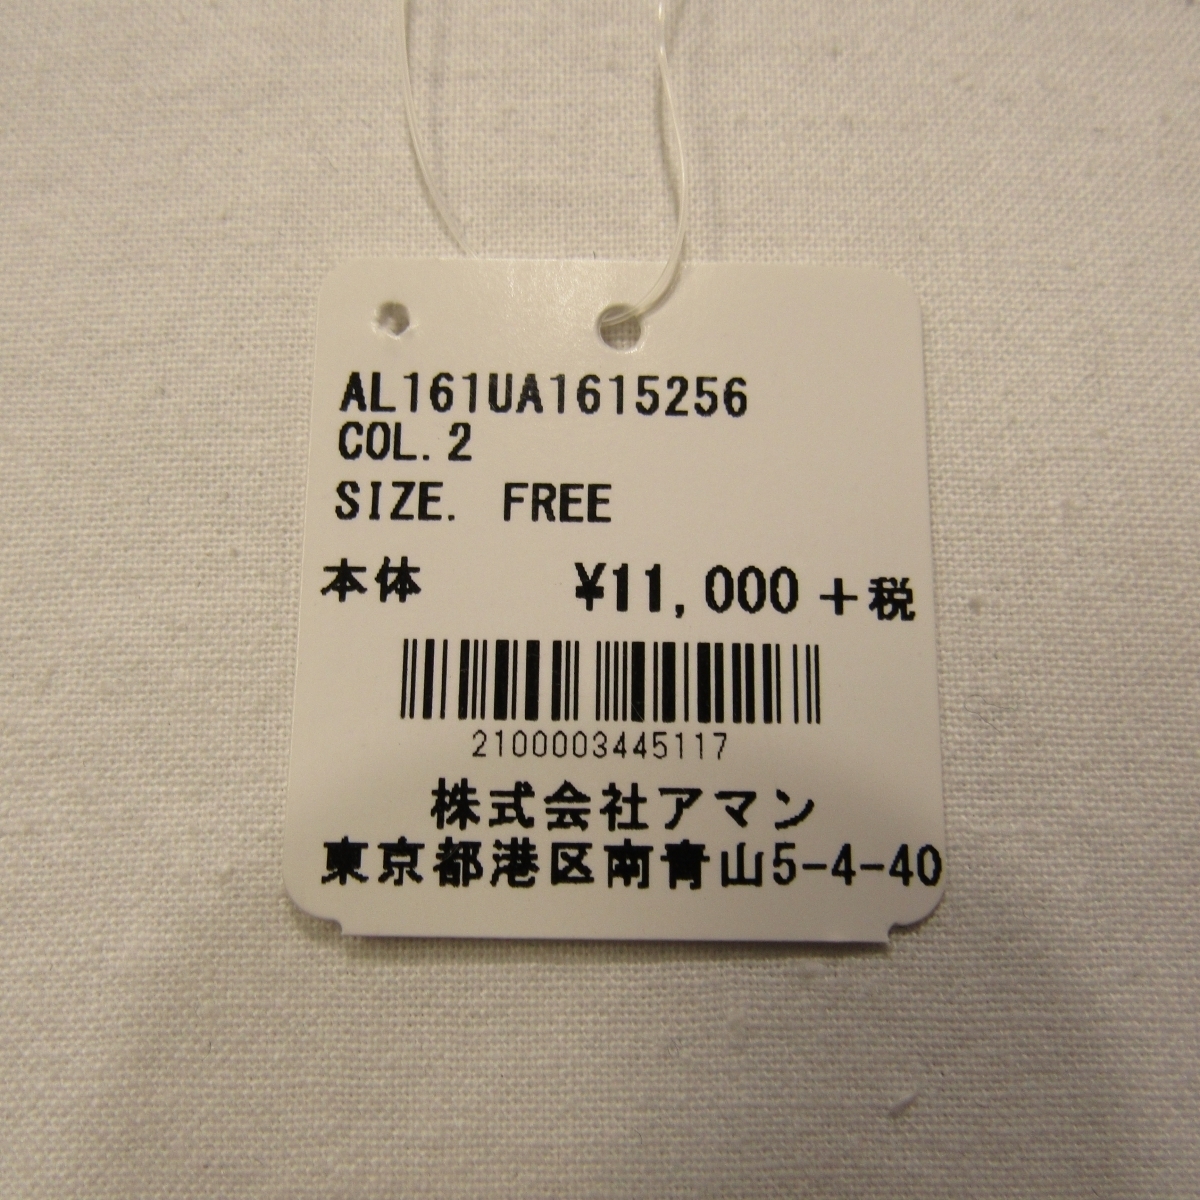 AL161UA1615256
COL.2
SIZE. FREE
本体 ¥11,000+税
2100003445117
株式会社アマン
東京都港区南青山5-4-40